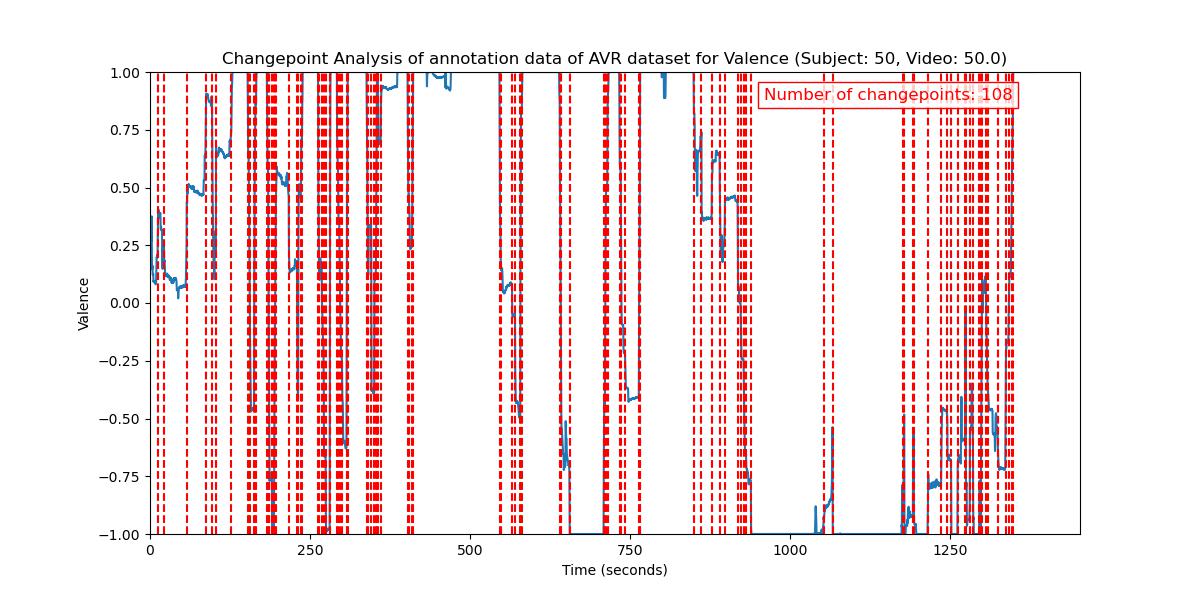 Changepoint Analysis of annotation data of AVR dataset for Valence (Subject: 50, Video: 50.0)
Number of changepoints: 108
Valence
1.00
0.75
0.50
0.25
0.00
−0.25
−0.50
−0.75
−1.00
0 250 500 750 1000 1250
Time (seconds)